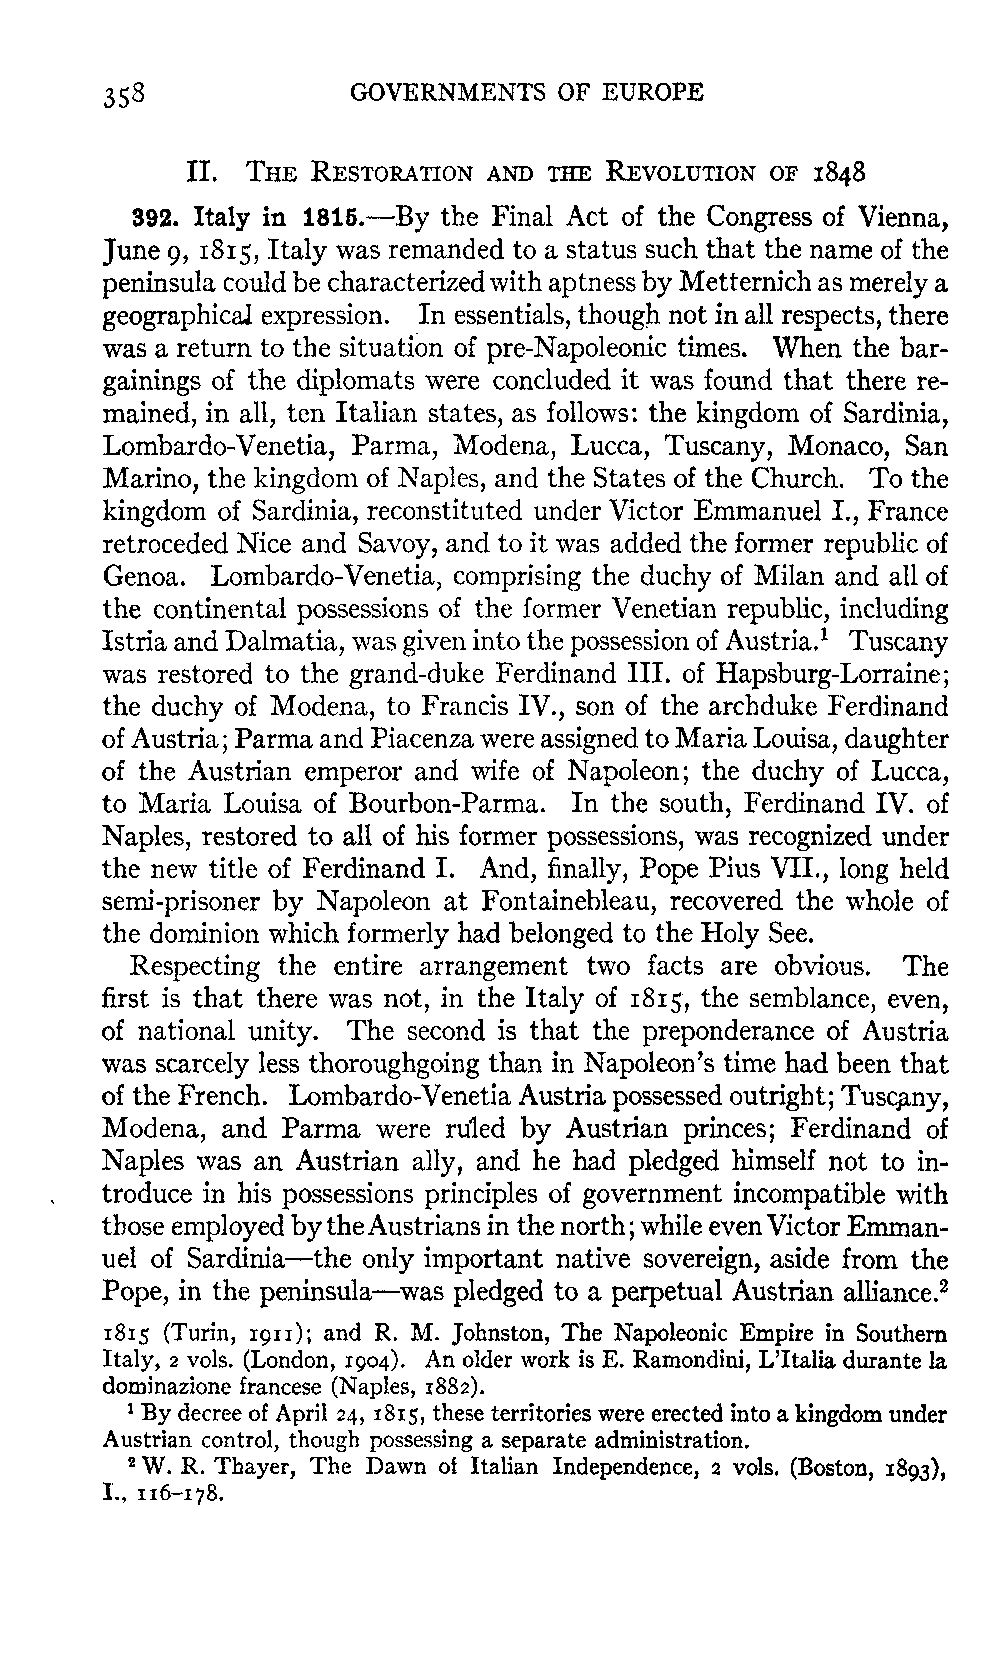 358 GOVERNMENTS OF EUROPE
II. THE RESTORATION AND THE REVOLUTION OF 1848
392. Italy in 1815.—By the Final Act of the Congress of Vienna,
June 9, 1815, Italy was remanded to a status such that the name of the
peninsula could be characterized with aptness by Metternich as merely a
geographical expression. In essentials, though not in all respects, there
was a return to the situation of pre-Napoleonic times. When the bar-
gainings of the diplomats were concluded it was found that there re-
mained, in all, ten Italian states, as follows: the kingdom of Sardinia,
Lombardo-Venetia, Parma, Modena, Lucca, Tuscany, Monaco, San
Marino, the kingdom of Naples, and the States of the Church. To the
kingdom of Sardinia, reconstituted under Victor Emmanuel I., France
retroceded Nice and Savoy, and to it was added the former republic of
Genoa. Lombardo-Venetia, comprising the duchy of Milan and all of
the continental possessions of the former Venetian republic, including
Istria and Dalmatia, was given into the possession of Austria.¹ Tuscany
was restored to the grand-duke Ferdinand III. of Hapsburg-Lorraine;
the duchy of Modena, to Francis IV., son of the archduke Ferdinand
of Austria; Parma and Piacenza were assigned to Maria Louisa, daughter
of the Austrian emperor and wife of Napoleon; the duchy of Lucca,
to Maria Louisa of Bourbon-Parma. In the south, Ferdinand IV. of
Naples, restored to all of his former possessions, was recognized under
the new title of Ferdinand I. And, finally, Pope Pius VII., long held
semi-prisoner by Napoleon at Fontainebleau, recovered the whole of
the dominion which formerly had belonged to the Holy See.
Respecting the entire arrangement two facts are obvious. The
first is that there was not, in the Italy of 1815, the semblance, even,
of national unity. The second is that the preponderance of Austria
was scarcely less thoroughgoing than in Napoleon's time had been that
of the French. Lombardo-Venetia Austria possessed outright; Tuscany,
Modena, and Parma were ruled by Austrian princes; Ferdinand of
Naples was an Austrian ally, and he had pledged himself not to in-
troduce in his possessions principles of government incompatible with
those employed by the Austrians in the north; while even Victor Emman-
uel of Sardinia—the only important native sovereign, aside from the
Pope, in the peninsula—was pledged to a perpetual Austrian alliance.²
1815 (Turin, 1911); and R. M. Johnston, The Napoleonic Empire in Southern
Italy, 2 vols. (London, 1904). An older work is E. Ramondini, L'Italia durante la
dominazione francese (Naples, 1882).
¹ By decree of April 24, 1815, these territories were erected into a kingdom under
Austrian control, though possessing a separate administration.
² W. R. Thayer, The Dawn of Italian Independence, 2 vols. (Boston, 1893),
I., 116–178.